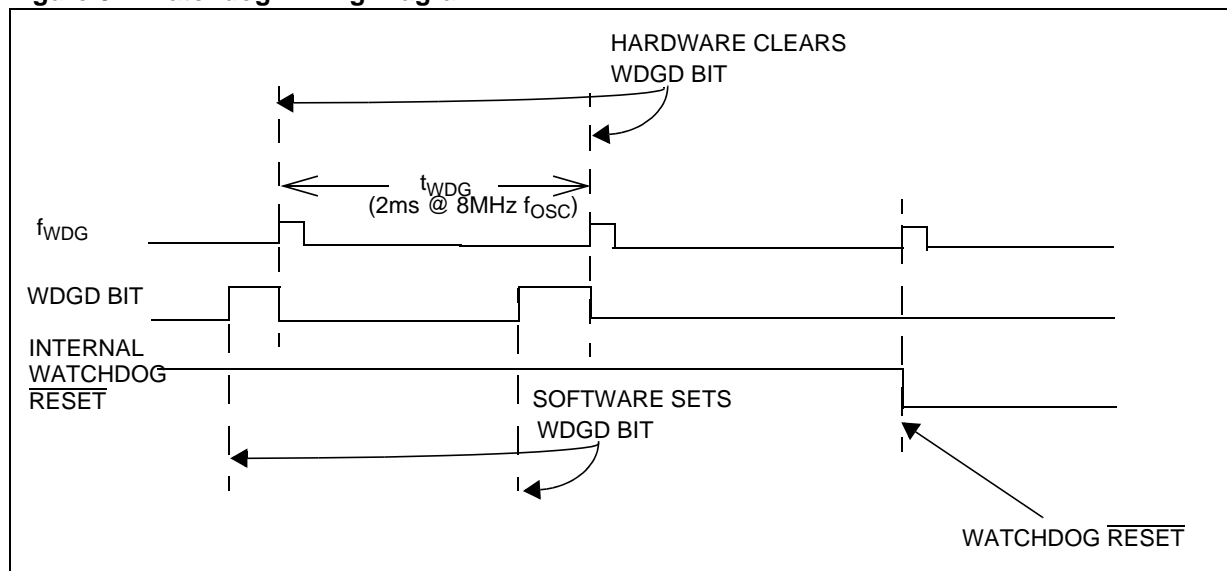 HARDWARE CLEARS
WDGD BIT
tWDG
(2ms @ 8MHz fOSC)
fWDG
WDGD BIT
INTERNAL
WATCHDOG
RESET
SOFTWARE SETS
WDGD BIT
WATCHDOG RESET